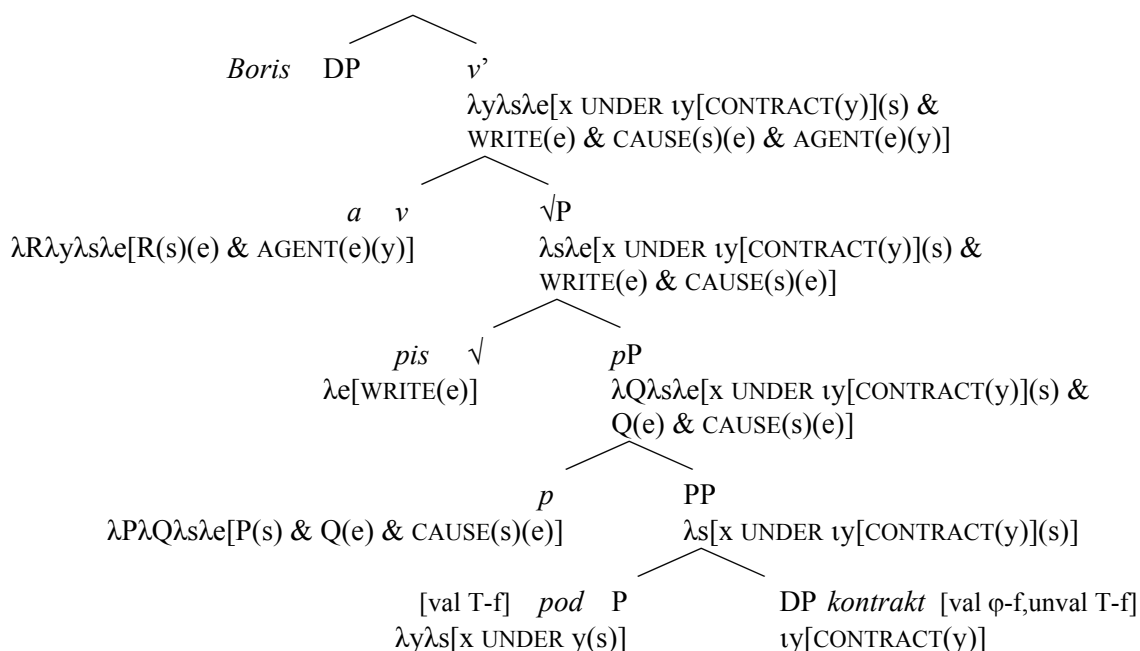 Boris DP v’
λyλsλe[x UNDER ιy[CONTRACT(y)](s) &
WRITE(e) & CAUSE(s)(e) & AGENT(e)(y)]
a v √P
λRλyλsλe[R(s)(e) & AGENT(e)(y)] λsλe[x UNDER ιy[CONTRACT(y)](s) &
WRITE(e) & CAUSE(s)(e)]
pis √ pP
λe[WRITE(e)] λQλsλe[x UNDER ιy[CONTRACT(y)](s) &
Q(e) & CAUSE(s)(e)]
p PP
λPλQλsλe[P(s) & Q(e) & CAUSE(s)(e)] λs[x UNDER ιy[CONTRACT(y)](s)]
[val T-f] pod P DP kontrakt [val φ-f,unval T-f]
λyλs[x UNDER y(s)] ιy[CONTRACT(y)]